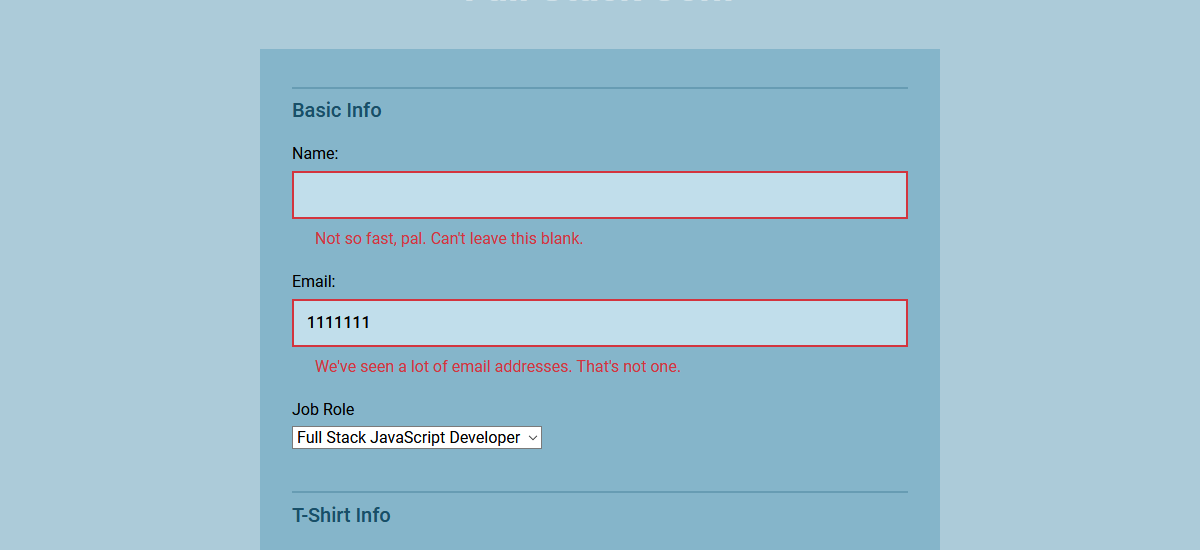 Basic Info
Name:
Not so fast, pal. Can't leave this blank.
Email:
1111111
We've seen a lot of email addresses. That's not one.
Job Role
Full Stack JavaScript Developer
T-Shirt Info